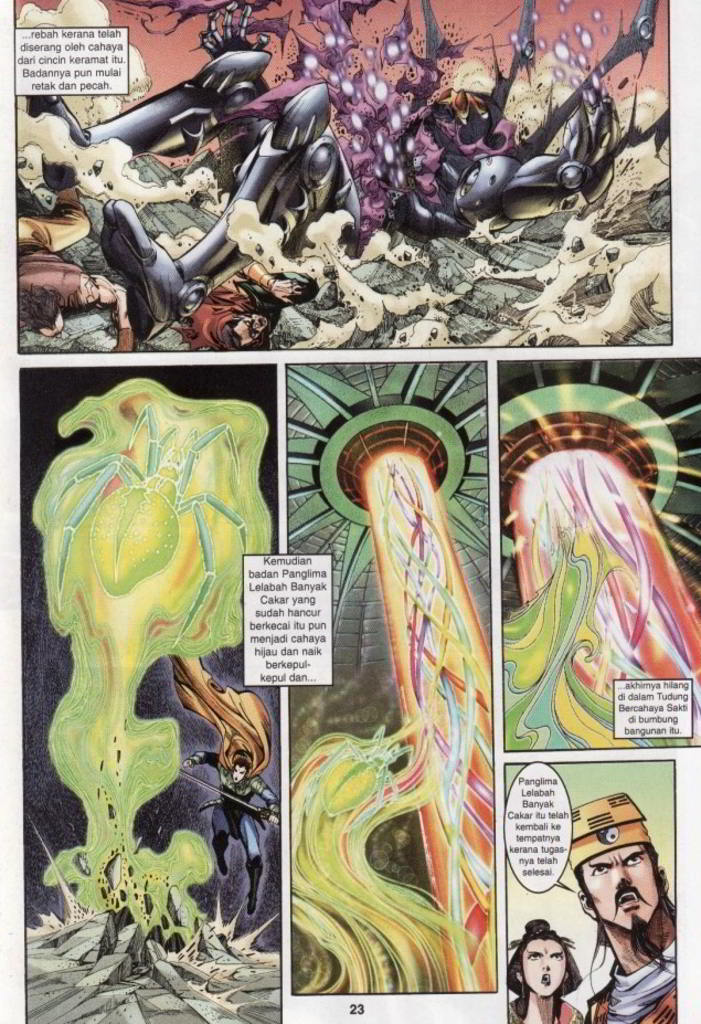 ...rebah kerana telah
diserang oleh cahaya
dari cincin keramat itu.
Badannya pun mulai
retak dan pecah.
Kemudian
badan Panglima
Lelabah Banyak
Cakar yang
sudah hancur
berkecai itu pun
menjadi cahaya
hijau dan naik
berkepul-
kepul dan...
...akhirnya hilang
di dalam Tudung
Bercahaya Sakti
di bumbung
bangunan itu.
Panglima
Lelabah
Banyak
Cakar itu telah
kembali ke
tempatnya
kerana tugas-
nya telah
selesai.
23